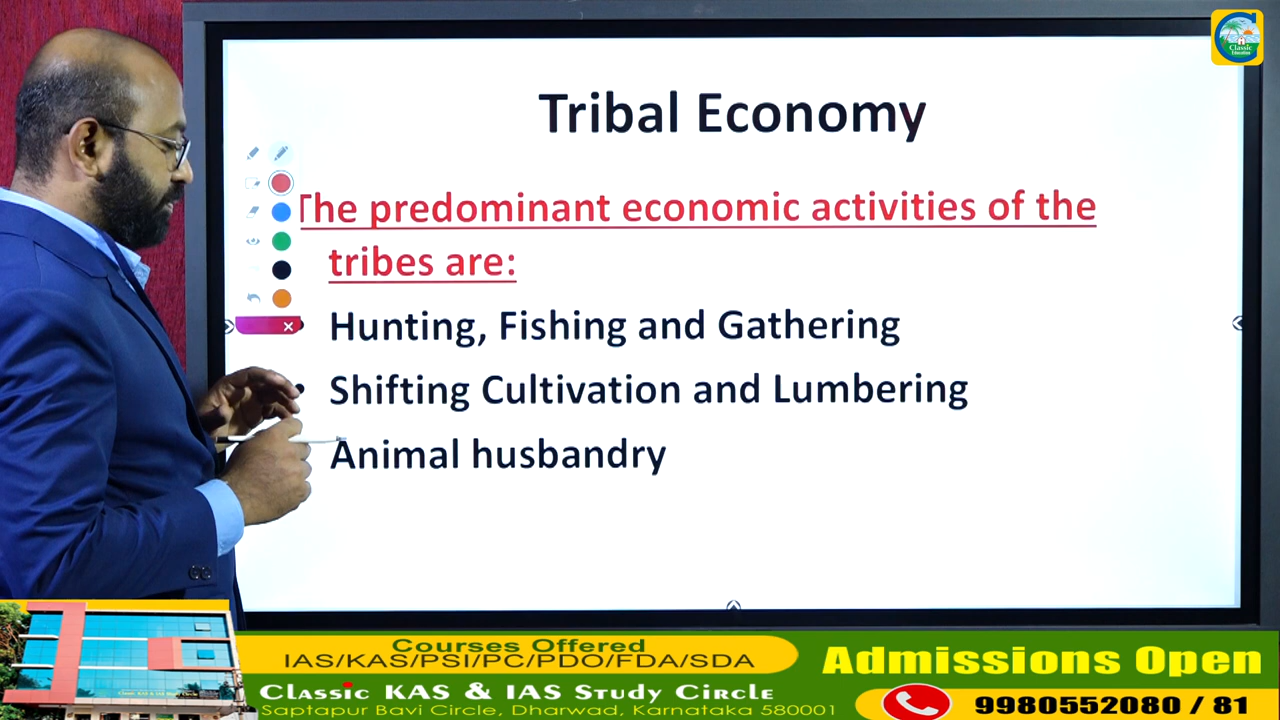 Classic
Education
Tribal Economy
The predominant economic activities of the
tribes are:
• Hunting, Fishing and Gathering
• Shifting Cultivation and Lumbering
Animal husbandry
Courses Offered
IAS/KAS/PSI/PC/PDO/FDA/SDA
Classic KAS & IAS Study Circle
Saptapur Bavi Circle, Dharwad, Karnataka 580001
Admissions Open
9980552080 / 81